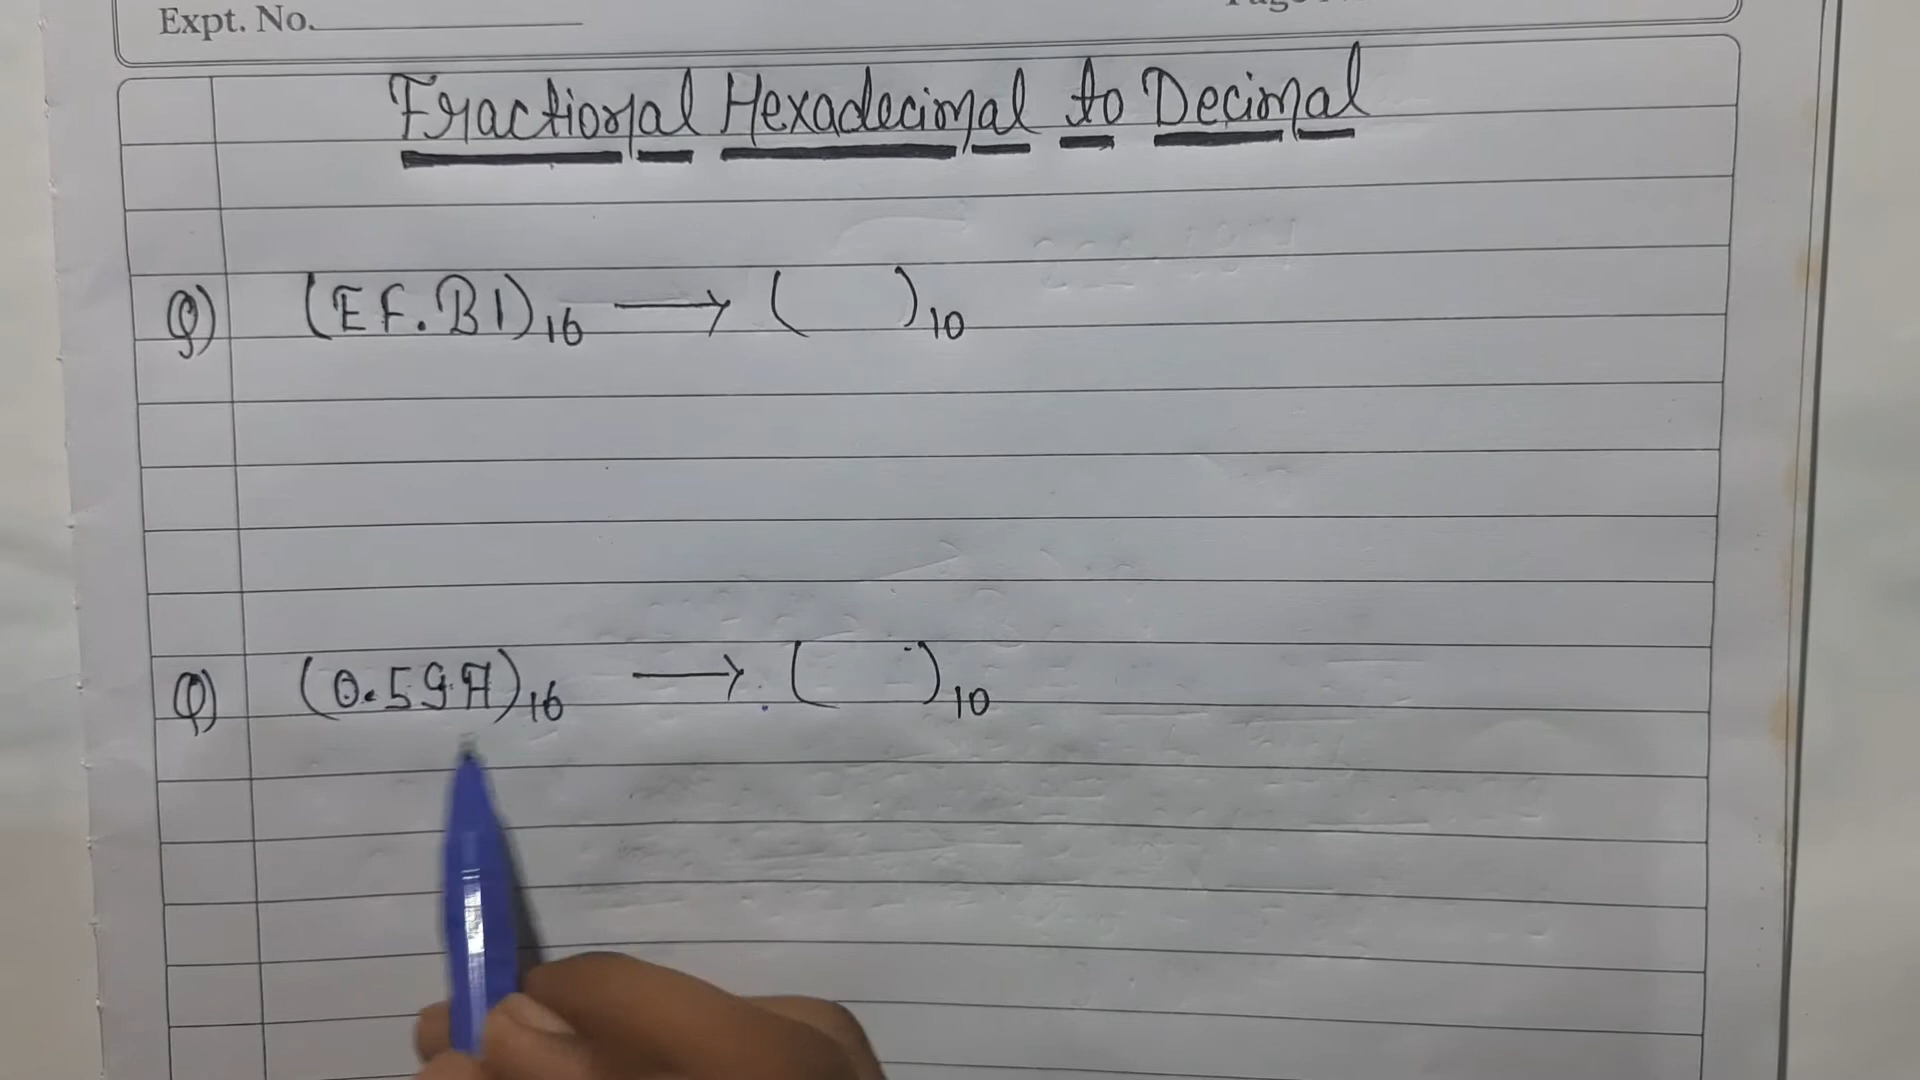 Expt. No.
Fractional Hexadecimal to Decimal
Q) (EF.B1)16 → ( )10
Q) (0.59A)16 → ( )10